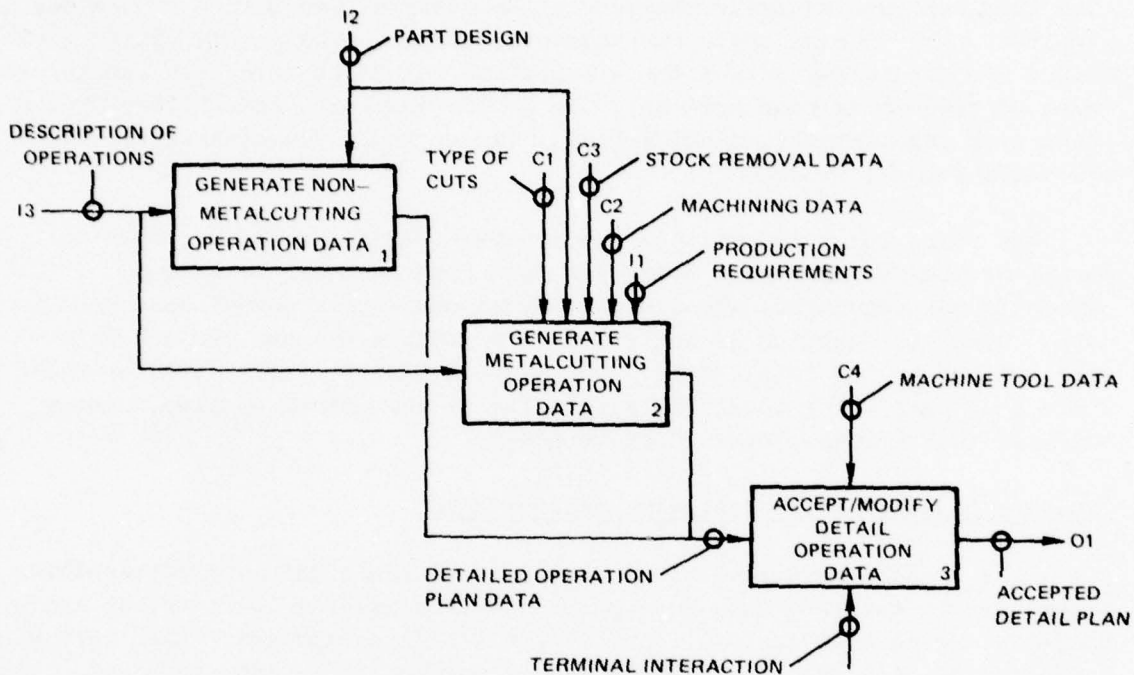 I2
PART DESIGN
DESCRIPTION OF
OPERATIONS
I3
GENERATE NON-
METALCUTTING
OPERATION DATA
1
TYPE OF
CUTS
C1
C3
STOCK REMOVAL DATA
C2
MACHINING DATA
I1
PRODUCTION
REQUIREMENTS
GENERATE
METALCUTTING
OPERATION
DATA
2
C4
MACHINE TOOL DATA
ACCEPT/MODIFY
DETAIL
OPERATION
DATA
3
O1
DETAILED OPERATION
PLAN DATA
ACCEPTED
DETAIL PLAN
TERMINAL INTERACTION